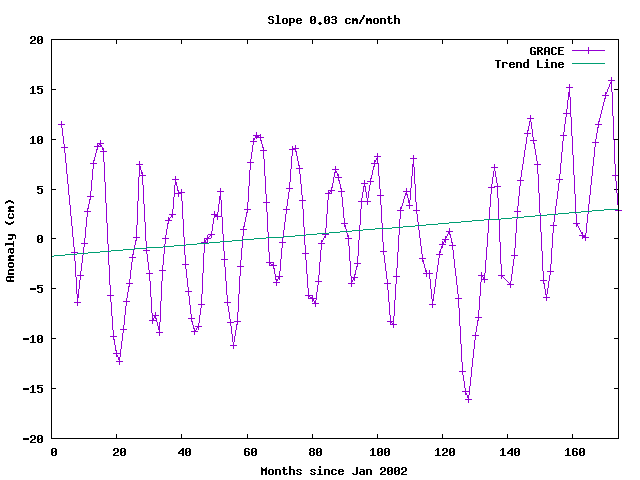 Slope 0.03 cm/month
GRACE
Trend Line
Anomaly (cm)
20
15
10
5
0
-5
-10
-15
-20
0 20 40 60 80 100 120 140 160
Months since Jan 2002